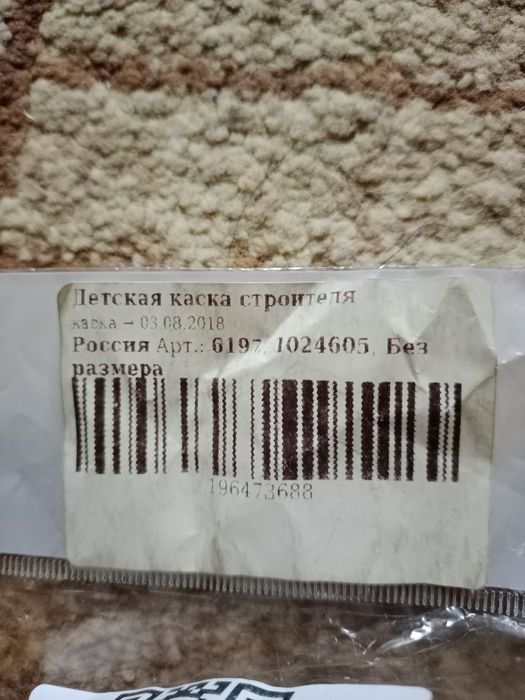 Детская каска строителя
каска – 03.08.2018
Россия Арт.: 6197, 1024605, Без
размера
196473688